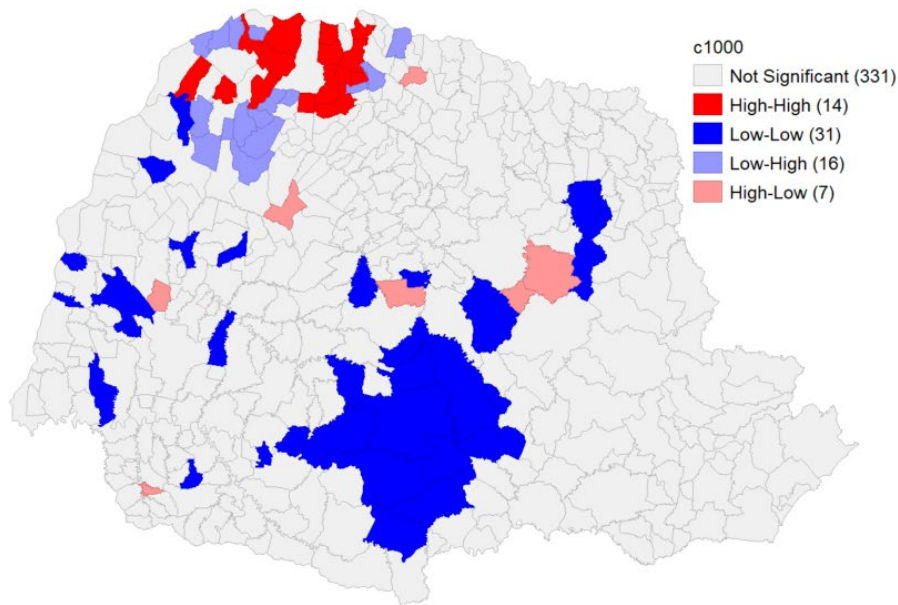 c1000
Not Significant (331)
High-High (14)
Low-Low (31)
Low-High (16)
High-Low (7)